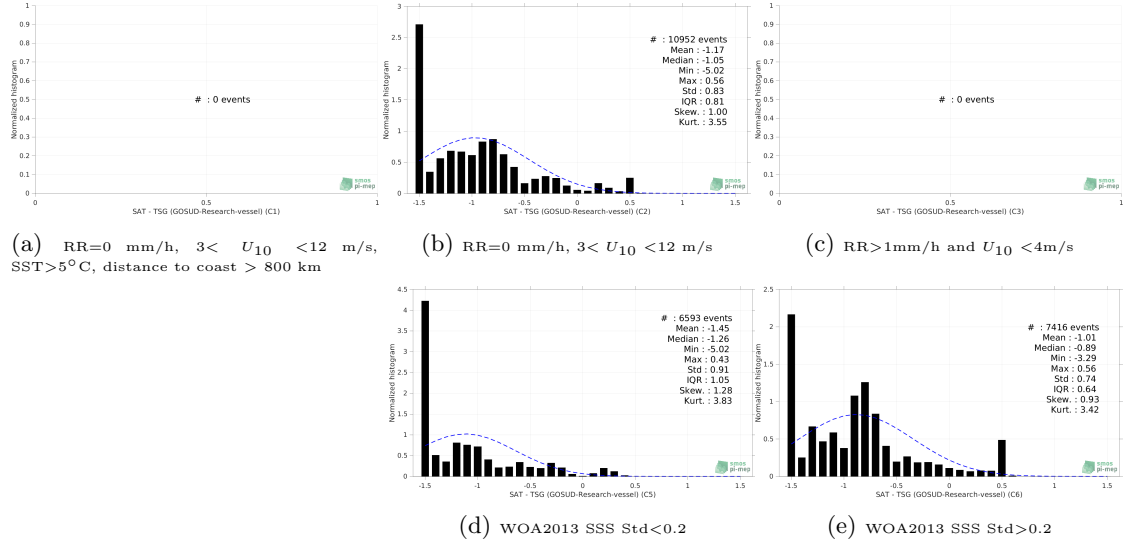 1
0.9
0.8
0.7
0.6
0.5
0.4
0.3
0.2
0.1
0
Normalized histogram
# : 0 events
0 0.5 1
SAT - TSG (GOSUD-Research-vessel) (C1)
smos
pi-mep
3
2.5
2
1.5
1
0.5
0
Normalized histogram
# : 10952 events
Mean : -1.17
Median : -1.05
Min : -5.02
Max : 0.56
Std : 0.83
IQR : 0.81
Skew. : 1.00
Kurt. : 3.55
-1.5 -1 -0.5 0 0.5 1 1.5
SAT - TSG (GOSUD-Research-vessel) (C2)
smos
pi-mep
1
0.9
0.8
0.7
0.6
0.5
0.4
0.3
0.2
0.1
0
Normalized histogram
# : 0 events
0 0.5 1
SAT - TSG (GOSUD-Research-vessel) (C3)
smos
pi-mep
(a) RR=0 mm/h, 3< U10 <12 m/s,
SST>5°C, distance to coast > 800 km
(b) RR=0 mm/h, 3< U10 <12 m/s
(c) RR>1mm/h and U10 <4m/s
4.5
4
3.5
3
2.5
2
1.5
1
0.5
0
Normalized histogram
# : 6593 events
Mean : -1.45
Median : -1.26
Min : -5.02
Max : 0.43
Std : 0.91
IQR : 1.05
Skew. : 1.28
Kurt. : 3.83
-1.5 -1 -0.5 0 0.5 1 1.5
SAT - TSG (GOSUD-Research-vessel) (C5)
smos
pi-mep
2.5
2
1.5
1
0.5
0
Normalized histogram
# : 7416 events
Mean : -1.01
Median : -0.89
Min : -3.29
Max : 0.56
Std : 0.74
IQR : 0.64
Skew. : 0.93
Kurt. : 3.42
-1.5 -1 -0.5 0 0.5 1 1.5
SAT - TSG (GOSUD-Research-vessel) (C6)
smos
pi-mep
(d) WOA2013 SSS Std<0.2
(e) WOA2013 SSS Std>0.2